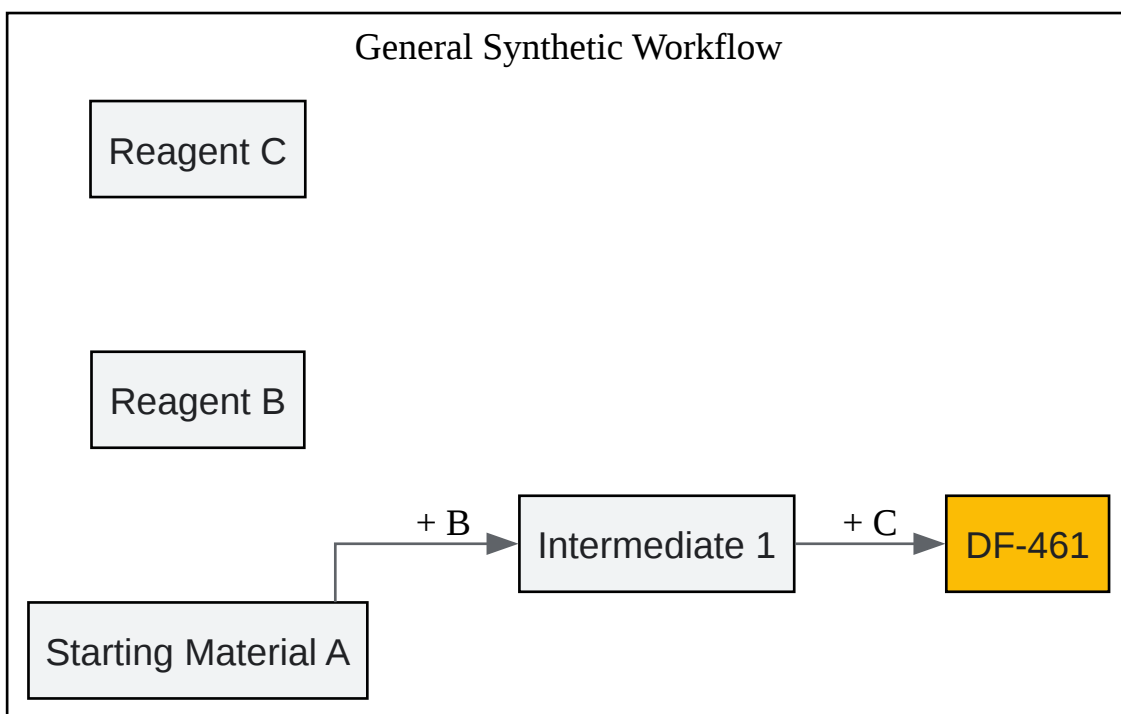 General Synthetic Workflow
Reagent C
Reagent B
+ B
Intermediate 1
+ C
DF-461
Starting Material A